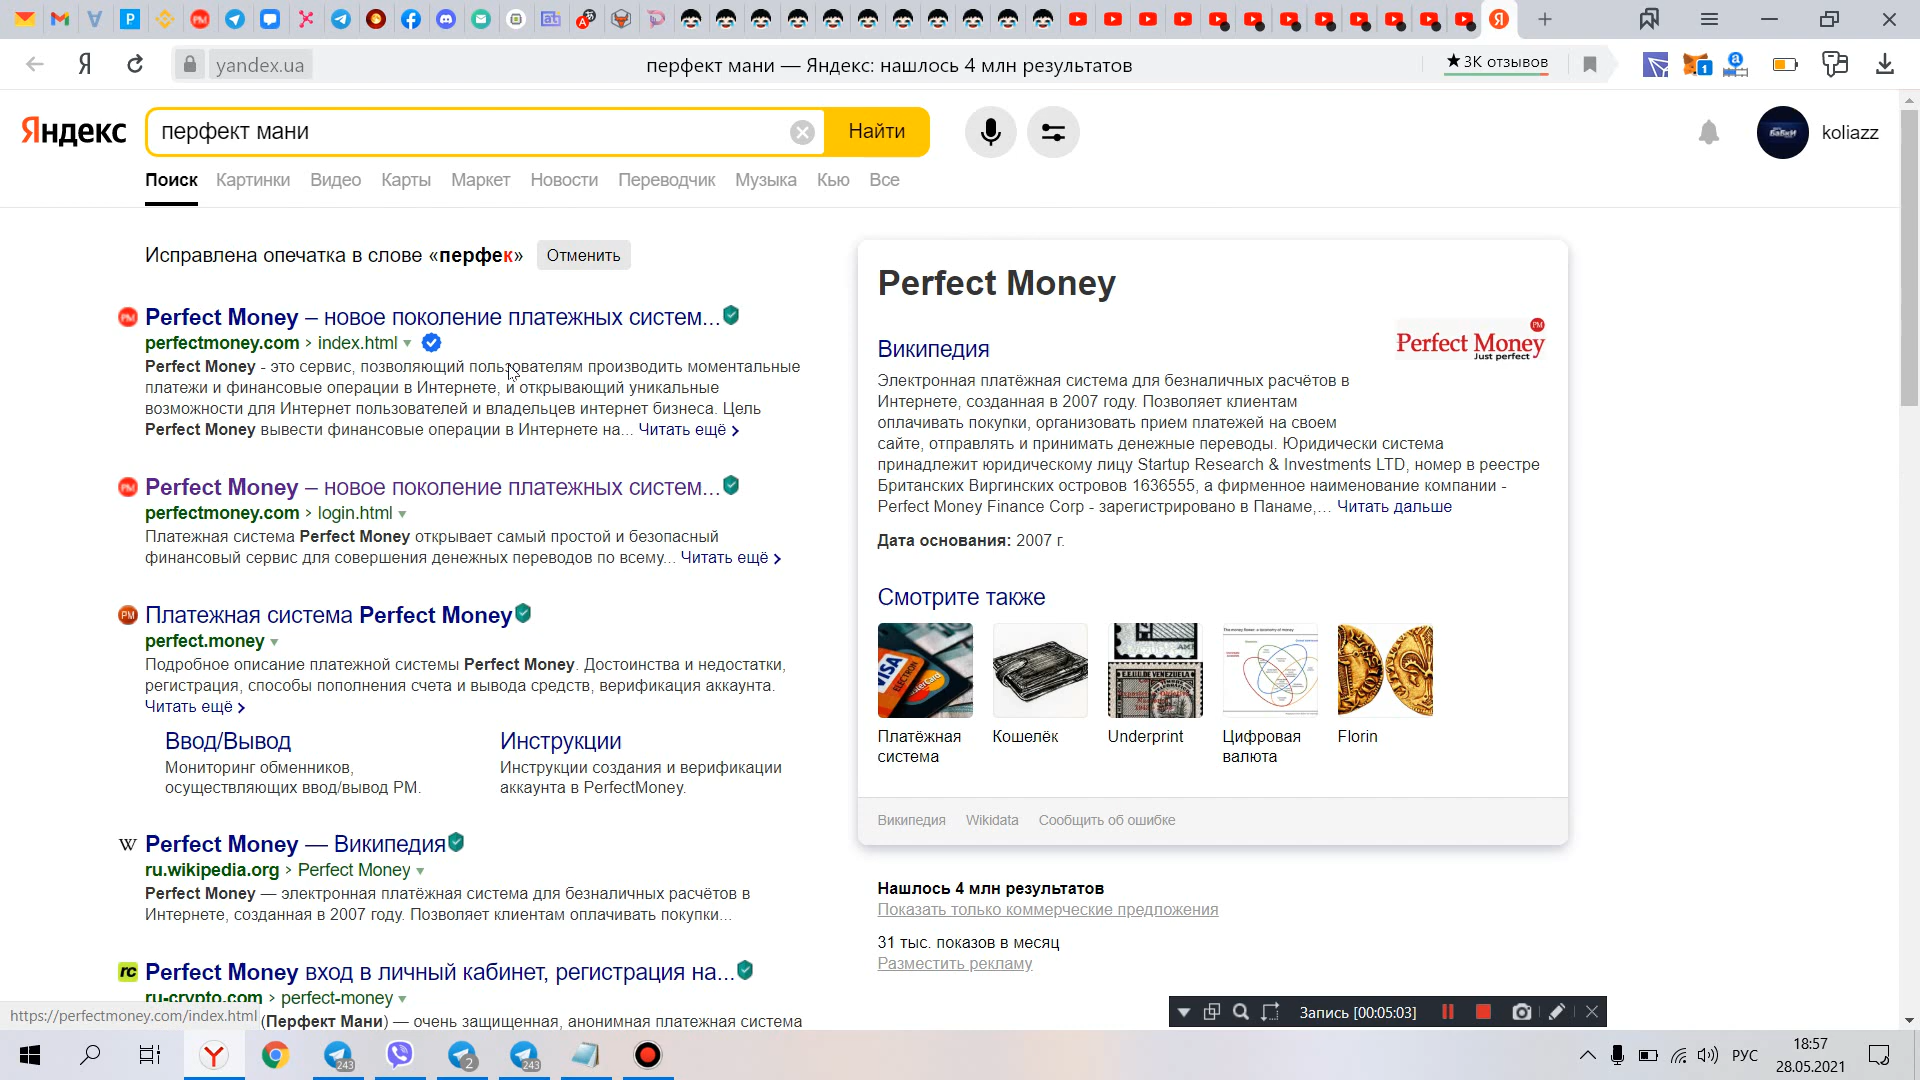 yandex.ua
перфект мани — Яндекс: нашлось 4 млн результатов
★3К отзывов
Яндекс
перфект мани
Найти
koliazz
Поиск Картинки Видео Карты Маркет Новости Переводчик Музыка Кью Все
Исправлена опечатка в слове «перфек» Отменить
Perfect Money – новое поколение платежных систем...
perfectmoney.com › index.html
Perfect Money - это сервис, позволяющий пользователям производить моментальные
платежи и финансовые операции в Интернете, и открывающий уникальные
возможности для Интернет пользователей и владельцев интернет бизнеса. Цель
Perfect Money вывести финансовые операции в Интернете на... Читать ещё ›
Perfect Money – новое поколение платежных систем...
perfectmoney.com › login.html
Платежная система Perfect Money открывает самый простой и безопасный
финансовый сервис для совершения денежных переводов по всему... Читать ещё ›
Платежная система Perfect Money
perfect.money
Подробное описание платежной системы Perfect Money. Достоинства и недостатки,
регистрация, способы пополнения счета и вывода средств, верификация аккаунта.
Читать ещё ›
Ввод/Вывод
Мониторинг обменников,
осуществляющих ввод/вывод PM.
Инструкции
Инструкции создания и верификации
аккаунта в PerfectMoney.
Perfect Money — Википедия
ru.wikipedia.org › Perfect Money
Perfect Money — электронная платёжная система для безналичных расчётов в
Интернете, созданная в 2007 году. Позволяет клиентам оплачивать покупки...
Perfect Money вход в личный кабинет, регистрация на...
ru-crypto.com › perfect-money
(Перфект Мани) — очень защищенная, анонимная платежная система
https://perfectmoney.com/index.html
Perfect Money
Википедия
Perfect Money
PM
Just perfect
Электронная платёжная система для безналичных расчётов в
Интернете, созданная в 2007 году. Позволяет клиентам
оплачивать покупки, организовать прием платежей на своем
сайте, отправлять и принимать денежные переводы. Юридически система
принадлежит юридическому лицу Startup Research & Investments LTD, номер в реестре
Британских Виргинских островов 1636555, а фирменное наименование компании -
Perfect Money Finance Corp - зарегистрировано в Панаме,... Читать дальше
Дата основания: 2007 г.
Смотрите также
Платёжная
система
Кошелёк
Underprint
Цифровая
валюта
Florin
Википедия Wikidata Сообщить об ошибке
Нашлось 4 млн результатов
Показать только коммерческие предложения
31 тыс. показов в месяц
Разместить рекламу
Запись [00:05:03]
243
2
243
РУС
18:57
28.05.2021